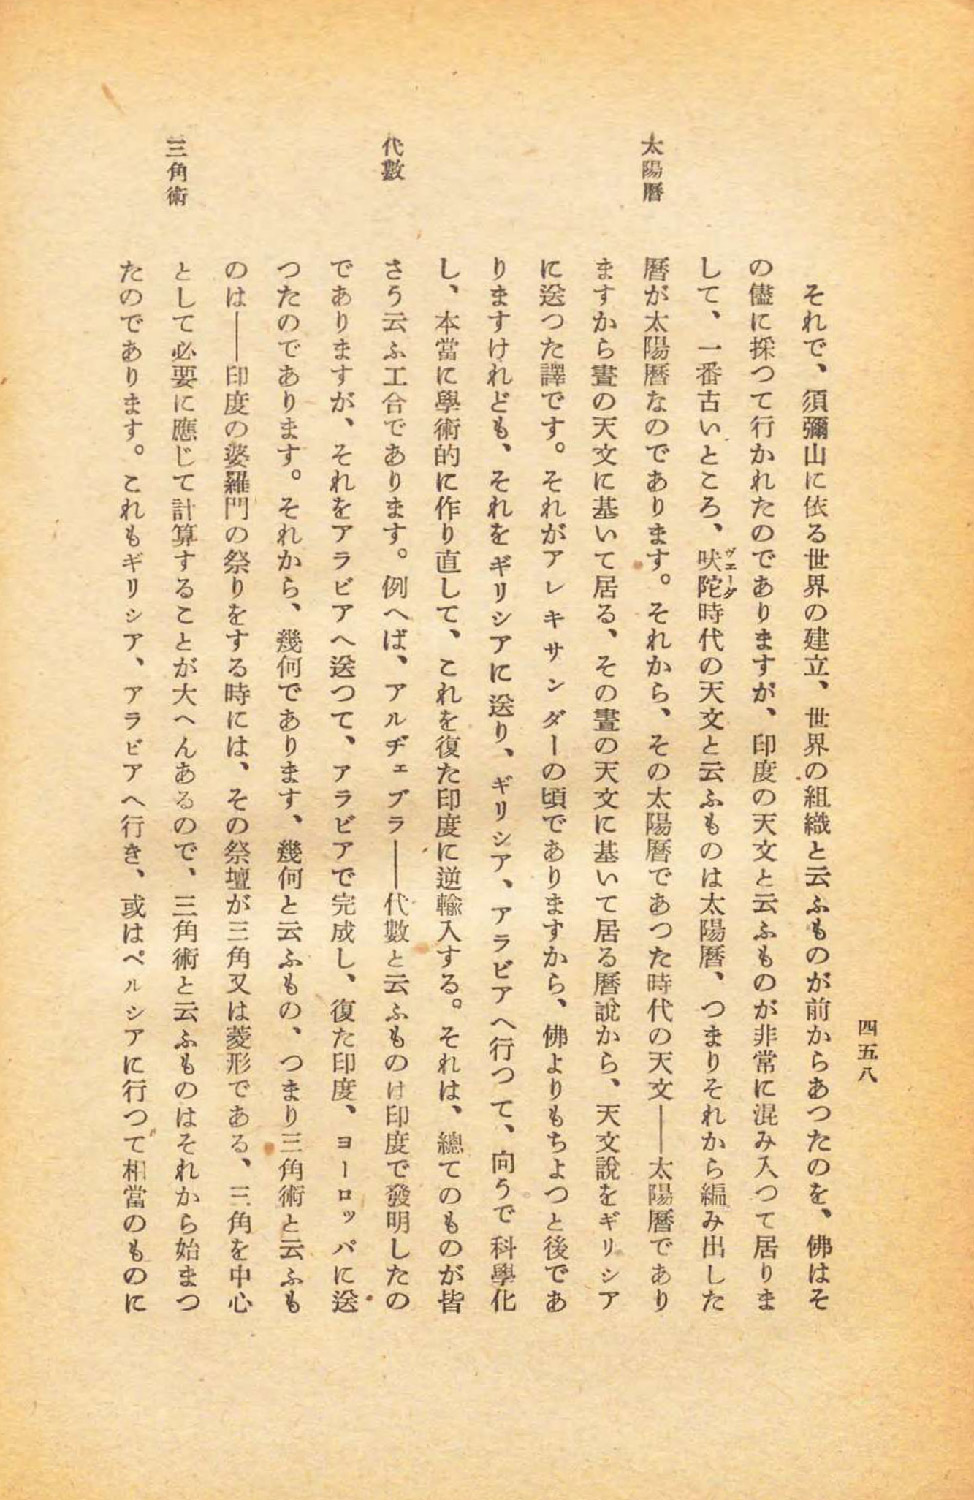 四五八
それで、須彌山に依る世界の建立、世界の組織と云ふものが前からあつたのを、佛はそ
の儘に採つて行かれたのでありますが、印度の天文と云ふものが非常に混み入つて居りま
して、一番古いところ、吠陀時代の天文と云ふものは太陽曆、つまりそれから編み出した
ヴエーダ
太陽曆
曆が太陽曆なのであります。それから、その太陽曆であつた時代の天文――太陽曆であり
ますから晝の天文に基いて居る、その晝の天文に基いて居る曆說から、天文說をギリシア
に送つた譯です。それがアレキサンダーの頃でありますから、佛よりもちよつと後であ
りますけれども、それをギリシアに送り、ギリシア、アラビアへ行つて、向うで科學化
し、本當に學術的に作り直して、これを復た印度に逆輸入する。それは、總てのものが皆
代數
さう云ふ工合であります。例へば、アルヂェブラ――代數と云ふものは印度で發明したの
でありますが、それをアラビアへ送つて、アラビアで完成し、復た印度、ヨーロッパに送
つたのであります。それから、幾何であります、幾何と云ふもの、つまり三角術と云ふも
のは――印度の婆羅門の祭りをする時には、その祭壇が三角又は菱形である、三角を中心
三角術
として必要に應じて計算することが大へんあるので、三角術と云ふものはそれから始まつ
たのであります。これもギリシア、アラビアへ行き、或はペルシアに行つて相當のものに